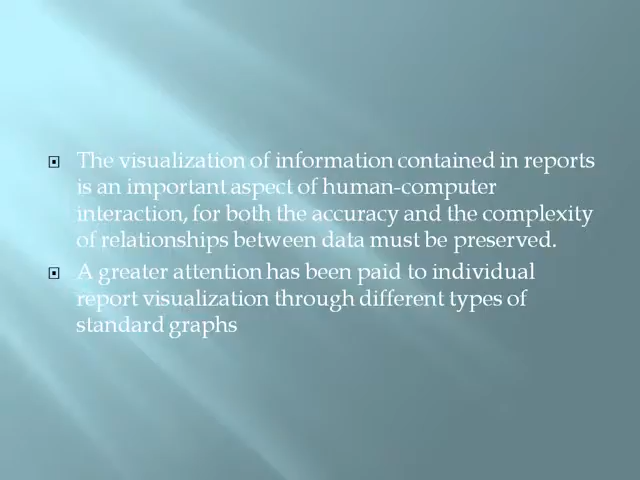 The visualization of information contained in reports
is an important aspect of human-computer
interaction, for both the accuracy and the complexity
of relationships between data must be preserved.
A greater attention has been paid to individual
report visualization through different types of
standard graphs